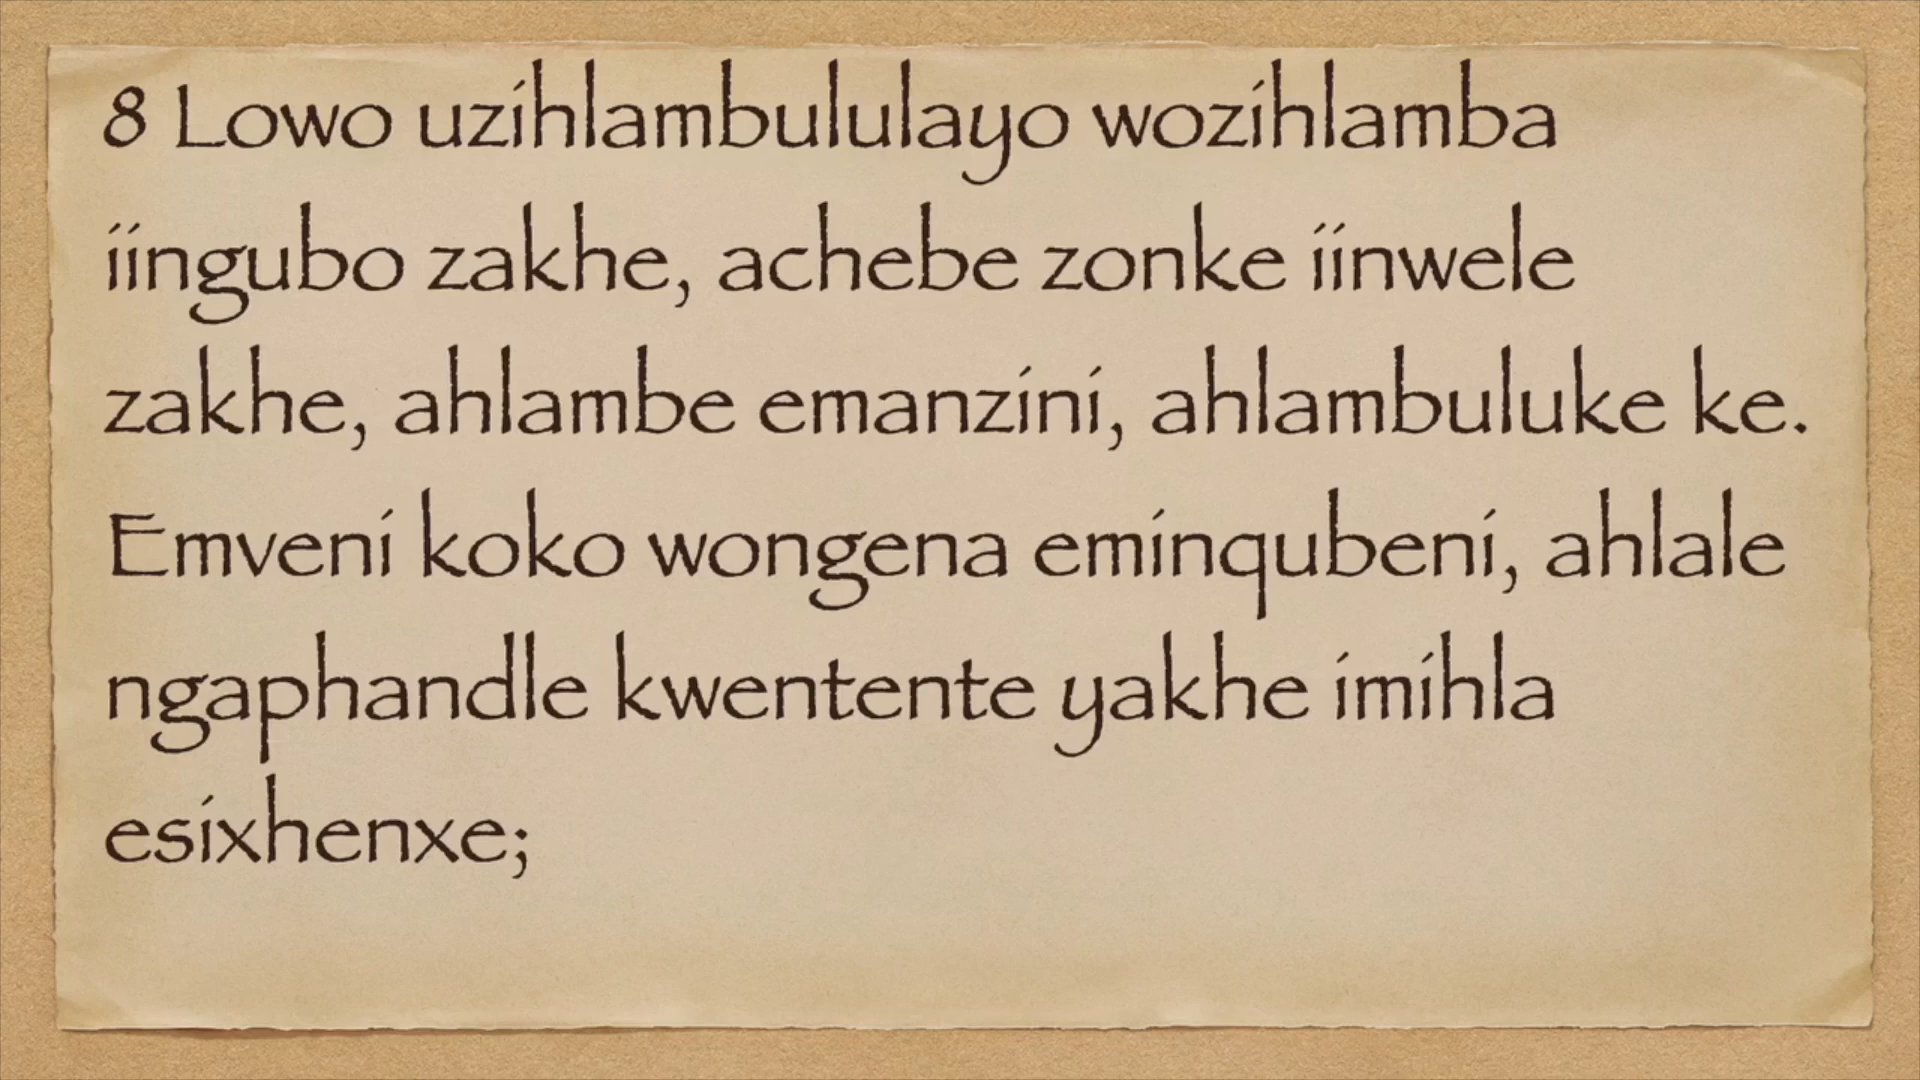 8 Lowo uzihlambululayo wozihlamba
iingubo zakhe, achebe zonke iinwele
zakhe, ahlambe emanzini, ahlambuluke ke.
Emveni koko wongena eminqubeni, ahlale
ngaphandle kwentente yakhe imihla
esixhenxe;